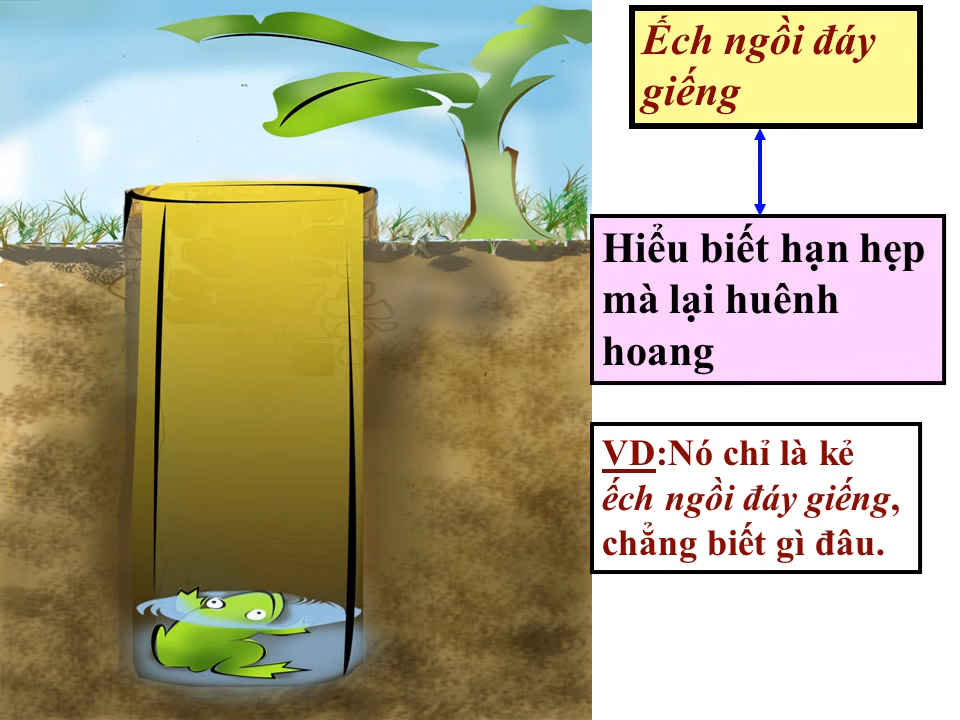 Ếch ngồi đáy
giếng
Hiểu biết hạn hẹp
mà lại huênh
hoang
VD:Nó chỉ là kẻ
ếch ngồi đáy giếng,
chẳng biết gì đâu.